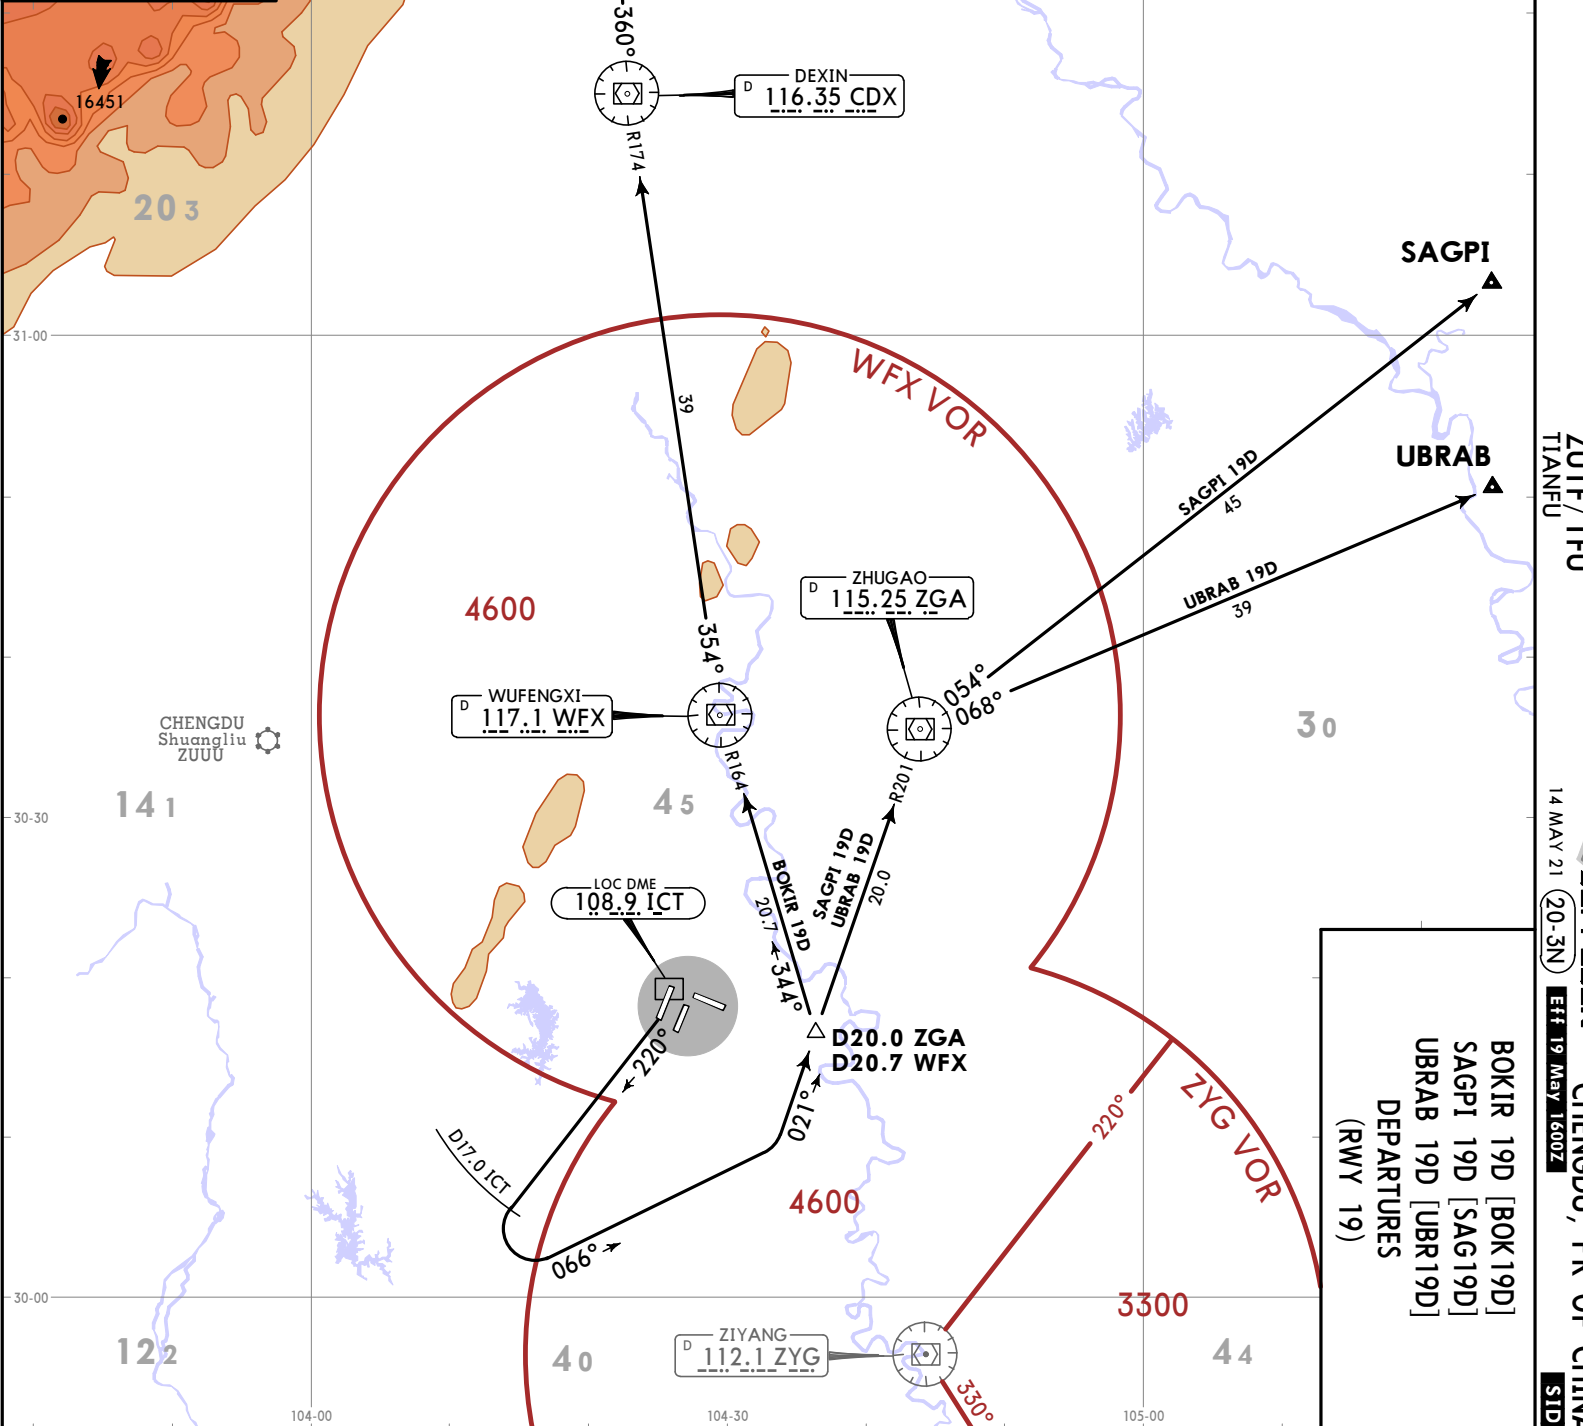 -360°
DEXIN
D 116.35 CDX
R174
16451
20 3
SAGPI
31-00
WFX VOR
39
UBRAB
SAGPI 19D
45
ZHUGAO
D 115.25 ZGA
UBRAB 19D
39
4600
354°
054°
068°
WUFENGXI
D 117.1 WFX
CHENGDU
Shuangliu
ZUUU
3 0
R164
R201
14 1
4 5
30-30
BOKIR 19D
20.7
344°
SAGPI 19D
UBRAB 19D
20.0
LOC DME
108.9 ICT
220°
D20.0 ZGA
D20.7 WFX
021°
D17.0 ICT
066°
4600
220°
ZYG VOR
3300
30-00
ZIYANG
D 112.1 ZYG
330°
12 2
4 0
4 4
104-00
104-30
105-00
BOKIR 19D [BOK19D]
SAGPI 19D [SAG19D]
UBRAB 19D [UBR19D]
DEPARTURES
(RWY 19)
ZUTF/TFU
TIANFU
14 MAY 21
20-3N
Eff 19 May 1600Z
CHENGDU, PR OF CHINA
SID